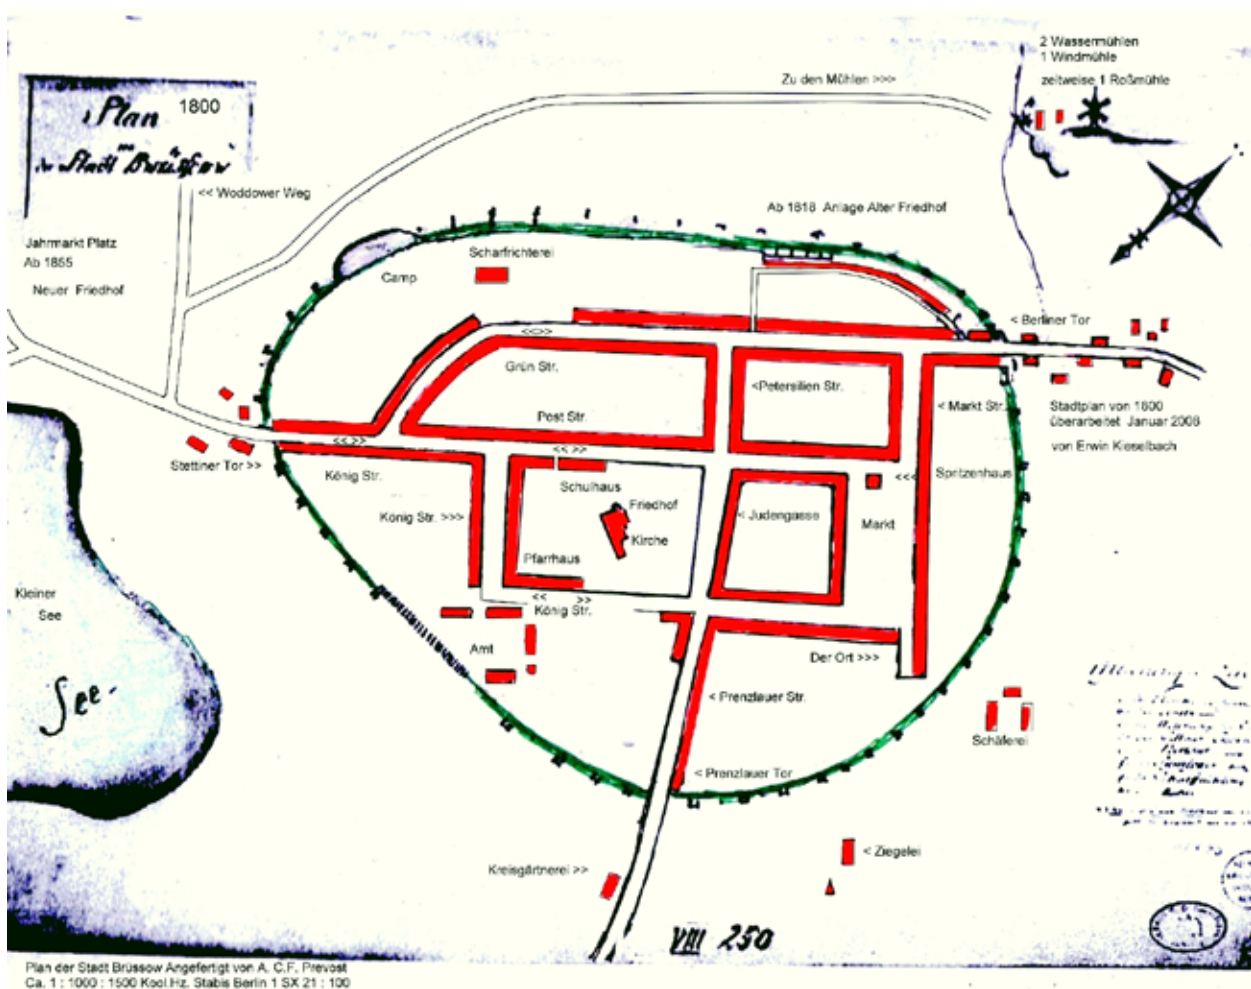 2 Wassermühlen
1 Windmühle
zeitweise 1 Roßmühle
Zu den Mühlen >>>
Plan 1800
Stadt
<< Woddower Weg
Ab 1818 Anlage Alter Friedhof
Jahrmarkt Platz
Ab 1855
Neuer Friedhof
Scharfrichterei
Camp
< Berliner Tor
<<>>
Grün Str.
<Petersilien Str.
< Markt Str.
Stadtplan von 1800
überarbeitet Januar 2008
von Erwin Kieselbach
Post Str.
<< >>
<< >>
Stettiner Tor >>
König Str.
Schulhaus
<<<
Spritzenhaus
Friedhof
König Str. >>>
< Judengasse
Markt
Kirche
Pfarrhaus
<< >>
König Str.
Kleiner
See
Amt
Der Ort >>>
See
< Prenzlauer Str.
Schäferei
< Prenzlauer Tor
< Ziegelei
Kreisgärtnerei >>
VIII 250
Plan der Stadt Brüssow Angefertigt von A. C.F. Prevost
Ca. 1 : 1000 : 1500 Kool.Hz. Stabis Berlin 1 SX 21 : 100